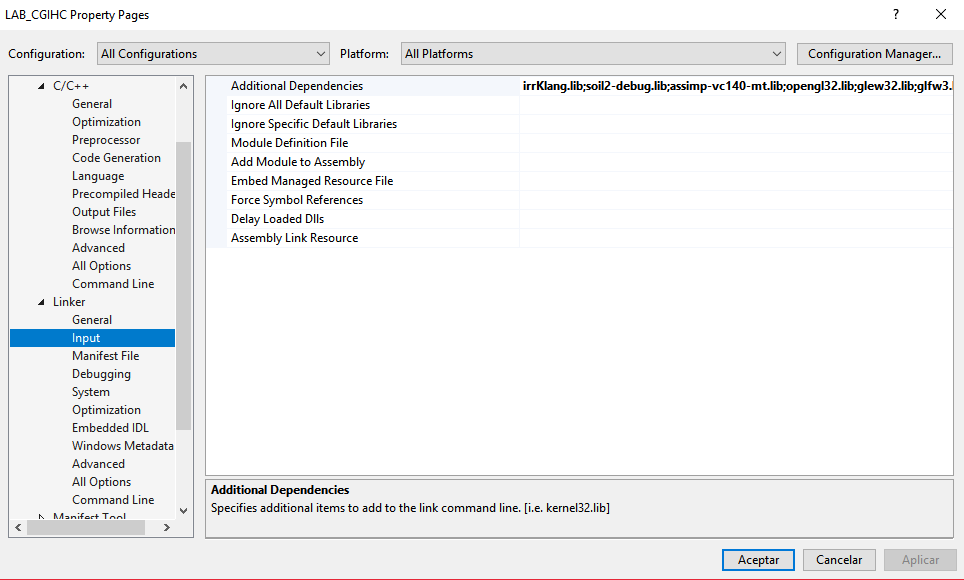 LAB_CGIHC Property Pages
?
Configuration: All Configurations Platform: All Platforms Configuration Manager...
C/C++
General
Optimization
Preprocessor
Code Generation
Language
Precompiled Heade
Output Files
Browse Information
Advanced
All Options
Command Line
Linker
General
Input
Manifest File
Debugging
System
Optimization
Embedded IDL
Windows Metadata
Advanced
All Options
Command Line
Manifest Tool
Additional Dependencies irrKlang.lib;soil2-debug.lib;assimp-vc140-mt.lib;opengl32.lib;glew32.lib;glfw3.l
Ignore All Default Libraries
Ignore Specific Default Libraries
Module Definition File
Add Module to Assembly
Embed Managed Resource File
Force Symbol References
Delay Loaded Dlls
Assembly Link Resource
Additional Dependencies
Specifies additional items to add to the link command line. [i.e. kernel32.lib]
Aceptar Cancelar Aplicar